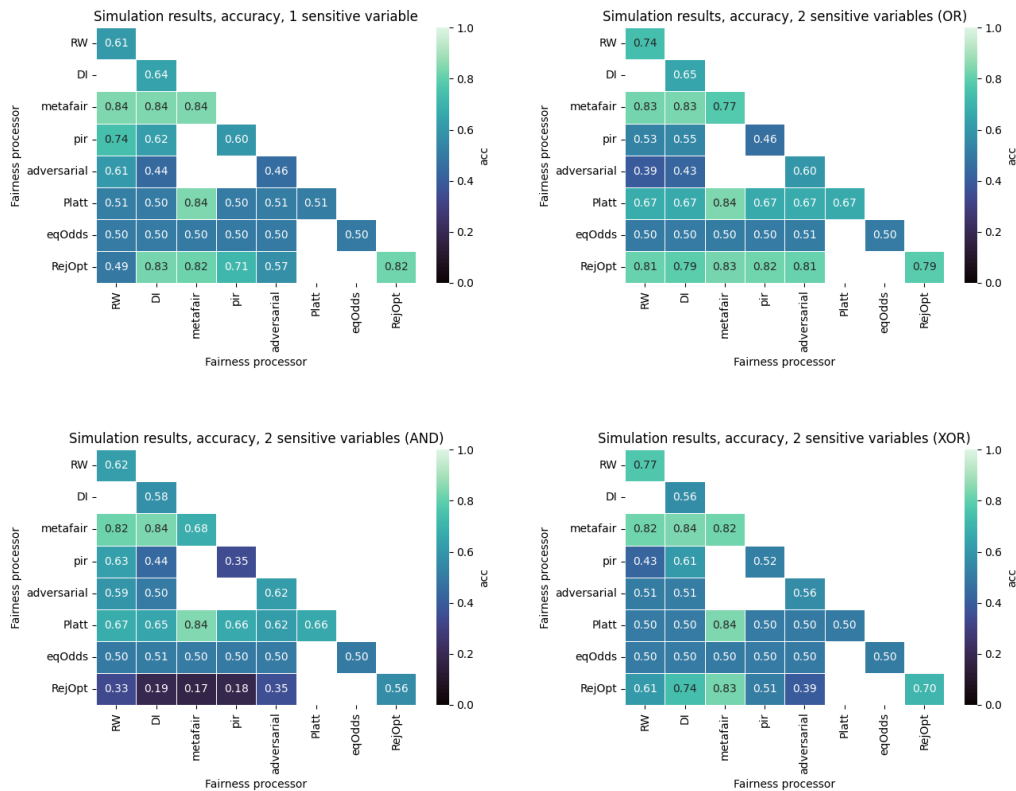 Simulation results, accuracy, 1 sensitive variable
RW
0.61
DI
0.64
metafair
0.84 0.84 0.84
pir
0.74 0.62 0.60
adversarial
0.61 0.44 0.46
Platt
0.51 0.50 0.84 0.50 0.51 0.51
eqOdds
0.50 0.50 0.50 0.50 0.50 0.50
RejOpt
0.49 0.83 0.82 0.71 0.57 0.82
RW DI metafair pir adversarial Platt eqOdds RejOpt
Fairness processor
Fairness processor
1.0
0.8
0.6
0.4
0.2
0.0
acc
Simulation results, accuracy, 2 sensitive variables (OR)
RW
0.74
DI
0.65
metafair
0.83 0.83 0.77
pir
0.53 0.55 0.46
adversarial
0.39 0.43 0.60
Platt
0.67 0.67 0.84 0.67 0.67 0.67
eqOdds
0.50 0.50 0.50 0.50 0.51 0.50
RejOpt
0.81 0.79 0.83 0.82 0.81 0.79
RW DI metafair pir adversarial Platt eqOdds RejOpt
Fairness processor
Fairness processor
1.0
0.8
0.6
0.4
0.2
0.0
acc
Simulation results, accuracy, 2 sensitive variables (AND)
RW
0.62
DI
0.58
metafair
0.82 0.84 0.68
pir
0.63 0.44 0.35
adversarial
0.59 0.50 0.62
Platt
0.67 0.65 0.84 0.66 0.62 0.66
eqOdds
0.50 0.51 0.50 0.50 0.50 0.50
RejOpt
0.33 0.19 0.17 0.18 0.35 0.56
RW DI metafair pir adversarial Platt eqOdds RejOpt
Fairness processor
Fairness processor
1.0
0.8
0.6
0.4
0.2
0.0
acc
Simulation results, accuracy, 2 sensitive variables (XOR)
RW
0.77
DI
0.56
metafair
0.82 0.84 0.82
pir
0.43 0.61 0.52
adversarial
0.51 0.51 0.56
Platt
0.50 0.50 0.84 0.50 0.50 0.50
eqOdds
0.50 0.50 0.50 0.50 0.50 0.50
RejOpt
0.61 0.74 0.83 0.51 0.39 0.70
RW DI metafair pir adversarial Platt eqOdds RejOpt
Fairness processor
Fairness processor
1.0
0.8
0.6
0.4
0.2
0.0
acc